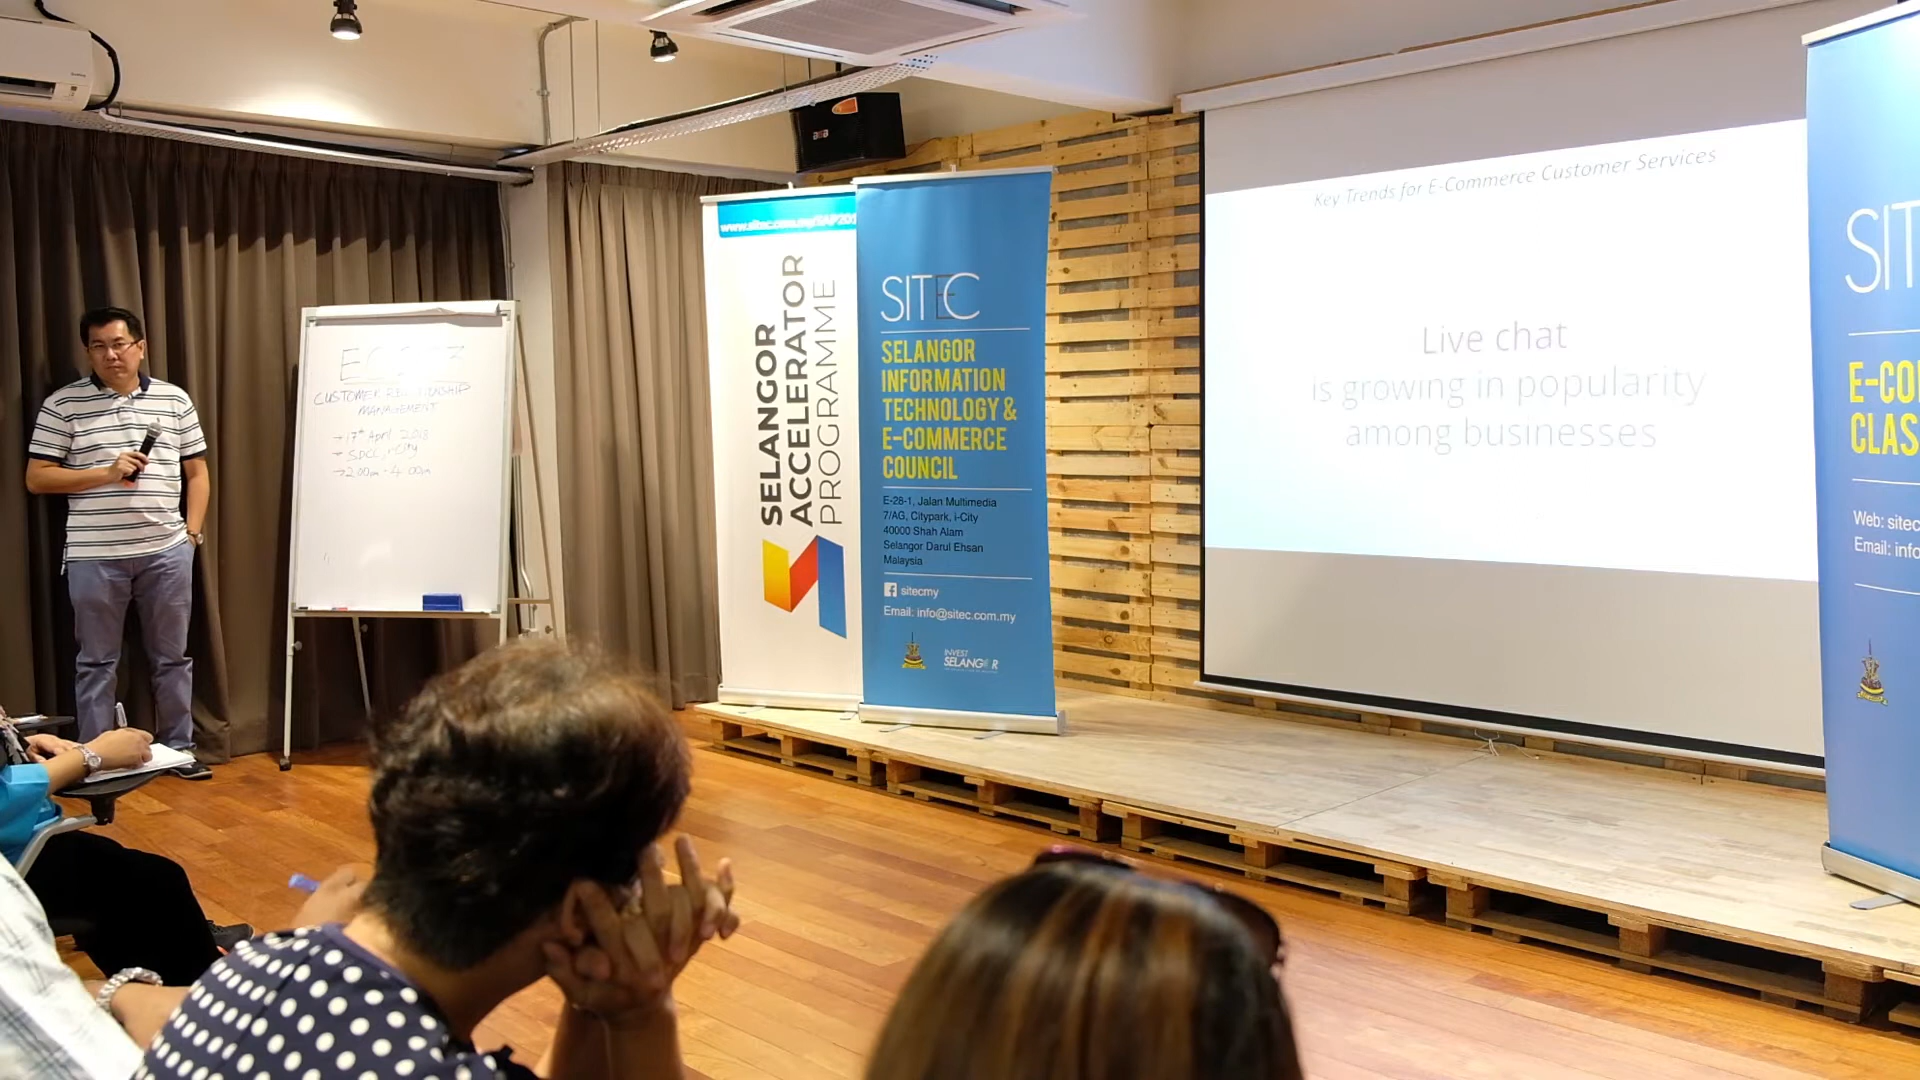 CUSTOMER RELATIONSHIP
MANAGEMENT
→ 17th April 2018
→ SDCC, i-City
→ 2.00pm - 4.00pm
SELANGOR
ACCELERATOR
PROGRAMME
SITEC
SELANGOR
INFORMATION
TECHNOLOGY &
E-COMMERCE
COUNCIL
E-28-1, Jalan Multimedia
7/AG, Citypark, i-City
40000 Shah Alam
Selangor Darul Ehsan
Malaysia
sitecmy
Email: info@sitec.com.my
INVEST
SELANGOR
Key Trends for E-Commerce Customer Services
Live chat
is growing in popularity
among businesses
SIT
E-CO
CLAS
Web: sitec
Email: info